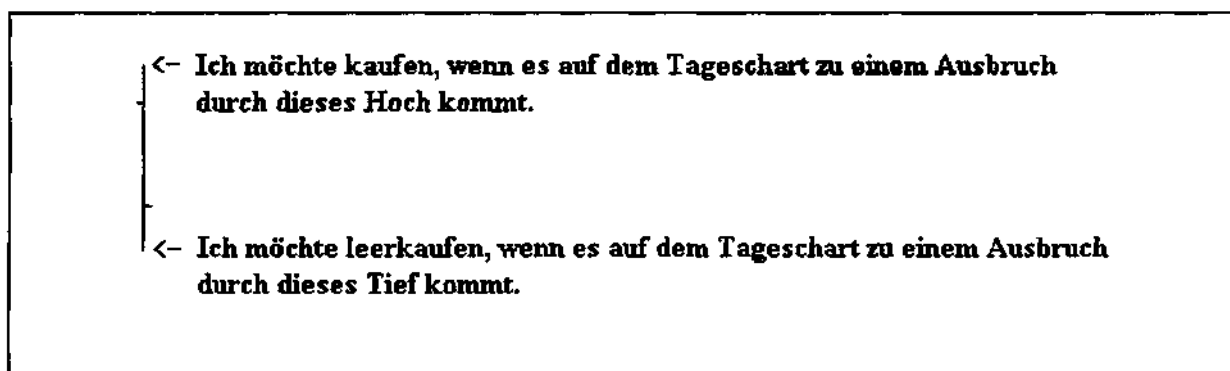 <- Ich möchte kaufen, wenn es auf dem Tageschart zu einem Ausbruch
durch dieses Hoch kommt.
<- Ich möchte leerkaufen, wenn es auf dem Tageschart zu einem Ausbruch
durch dieses Tief kommt.